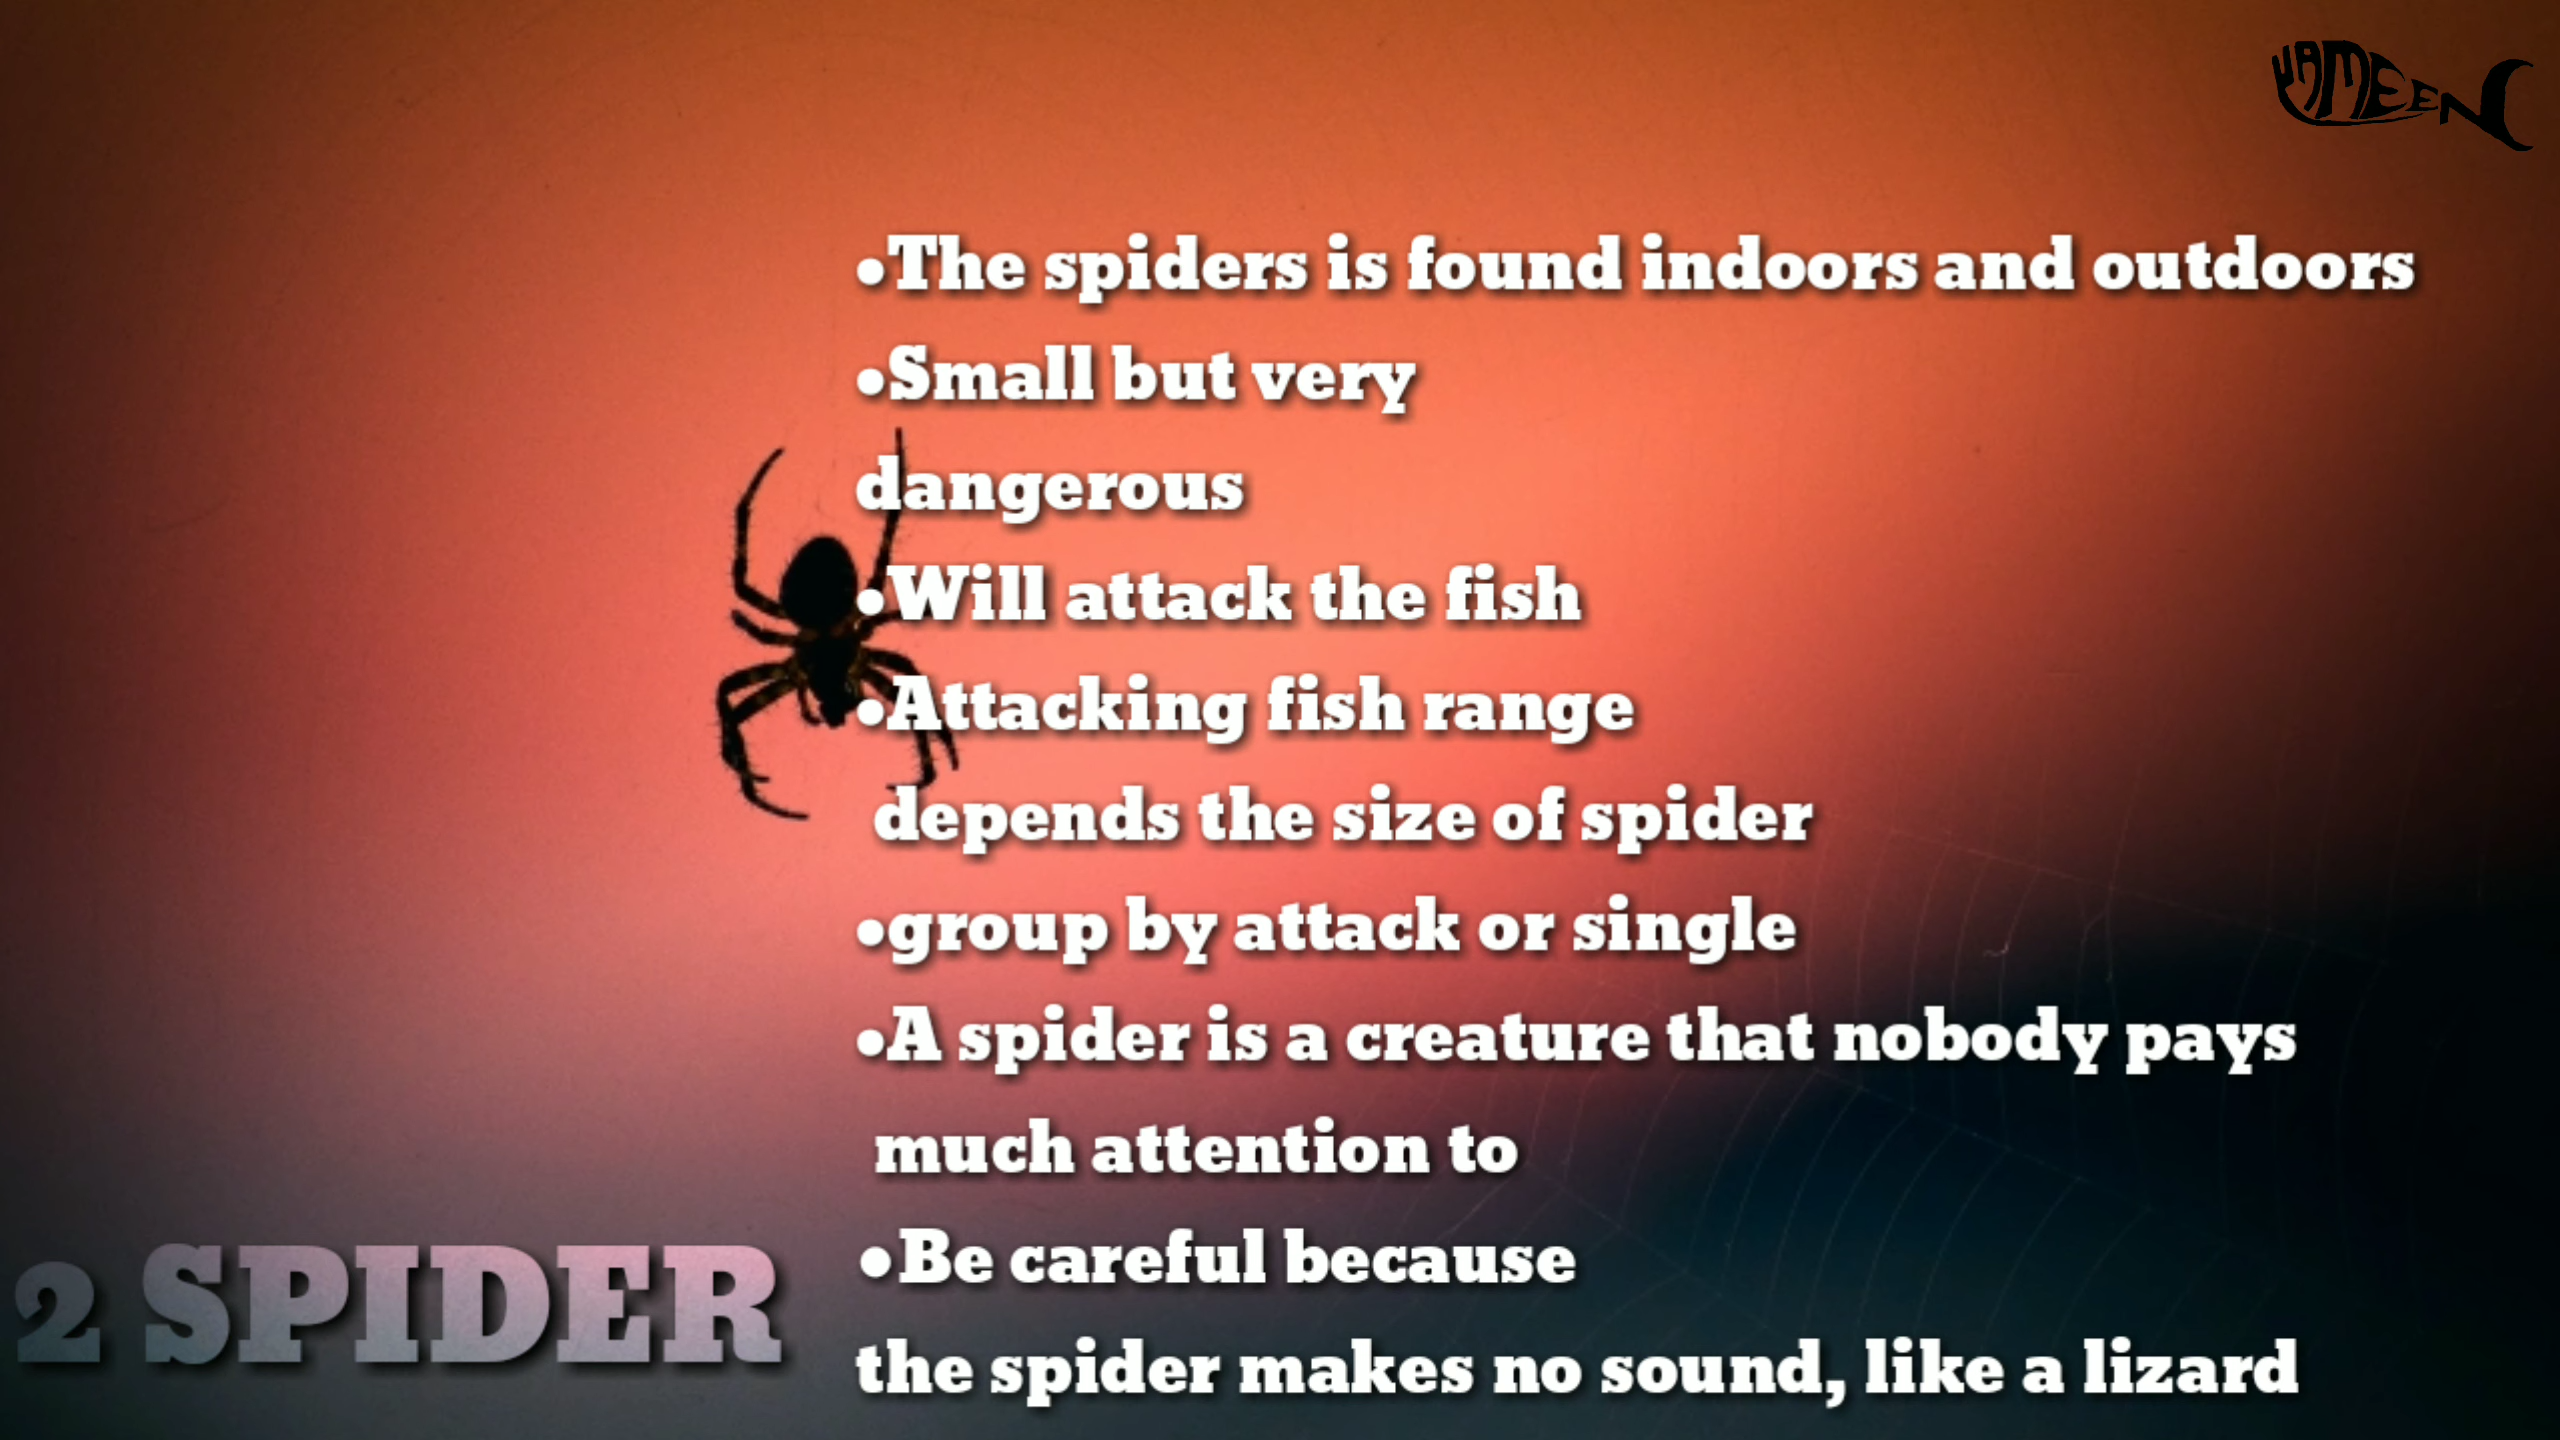 YAMEEN
•The spiders is found indoors and outdoors
•Small but very
dangerous
•Will attack the fish
•Attacking fish range
depends the size of spider
•group by attack or single
•A spider is a creature that nobody pays
much attention to
•Be careful because
the spider makes no sound, like a lizard
2 SPIDER